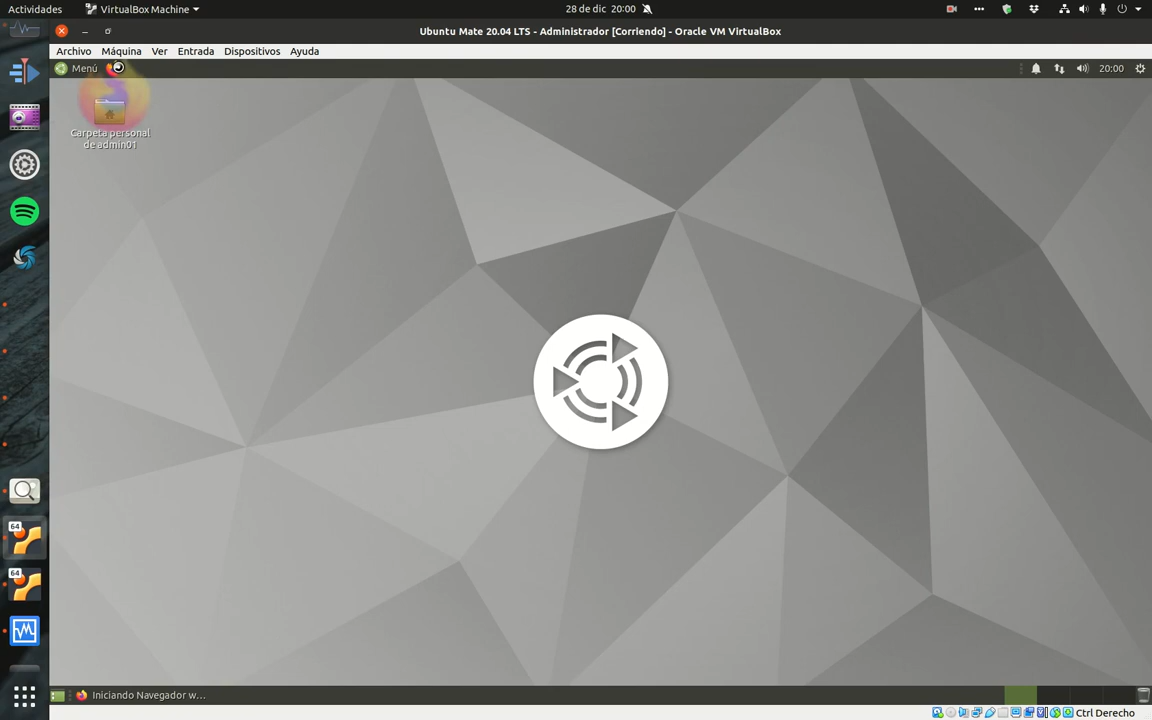 Actividades VirtualBox Machine 28 de dic 20:00
Ubuntu Mate 20.04 LTS - Administrador [Corriendo] - Oracle VM VirtualBox
Archivo Máquina Ver Entrada Dispositivos Ayuda
Menú 20:00
Carpeta personal
de admin01
64
64
Iniciando Navegador w...
Ctrl Derecho